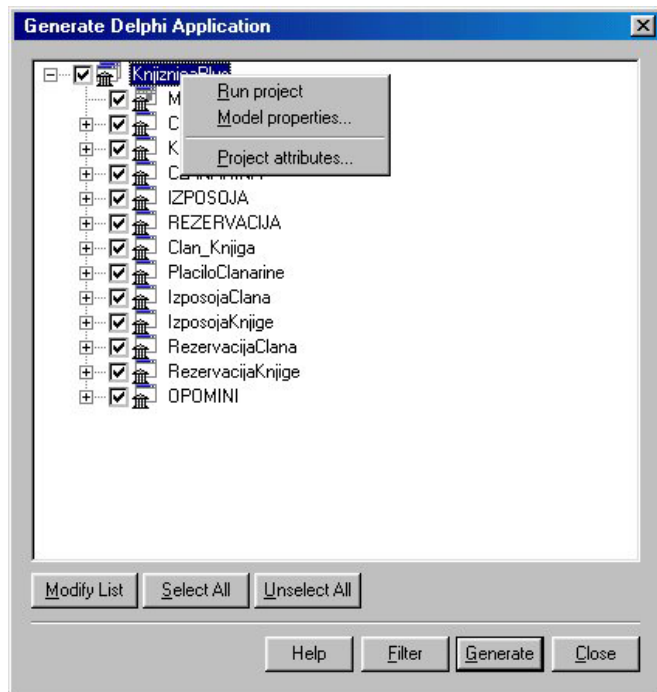 Generate Delphi Application
KnjiznicaPlus
Run project
M
Model properties...
C
K
Project attributes...
CLANARINA
IZPOSOJA
REZERVACIJA
Clan_Knjiga
PlaciloClanarine
IzposojaClana
IzposojaKnjige
RezervacijaClana
RezervacijaKnjige
OPOMINI
Modify List Select All Unselect All
Help Filter Generate Close